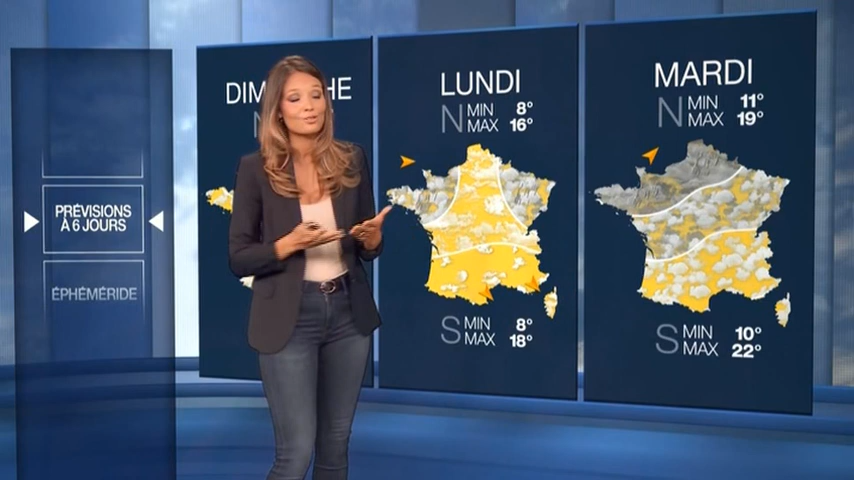 PRÉVISIONS
À 6 JOURS
ÉPHÉMÉRIDE
DIM HE
N
LUNDI
N MIN 8°
MAX 16°
S MIN 8°
MAX 18°
MARDI
N MIN 11°
MAX 19°
S MIN 10°
MAX 22°